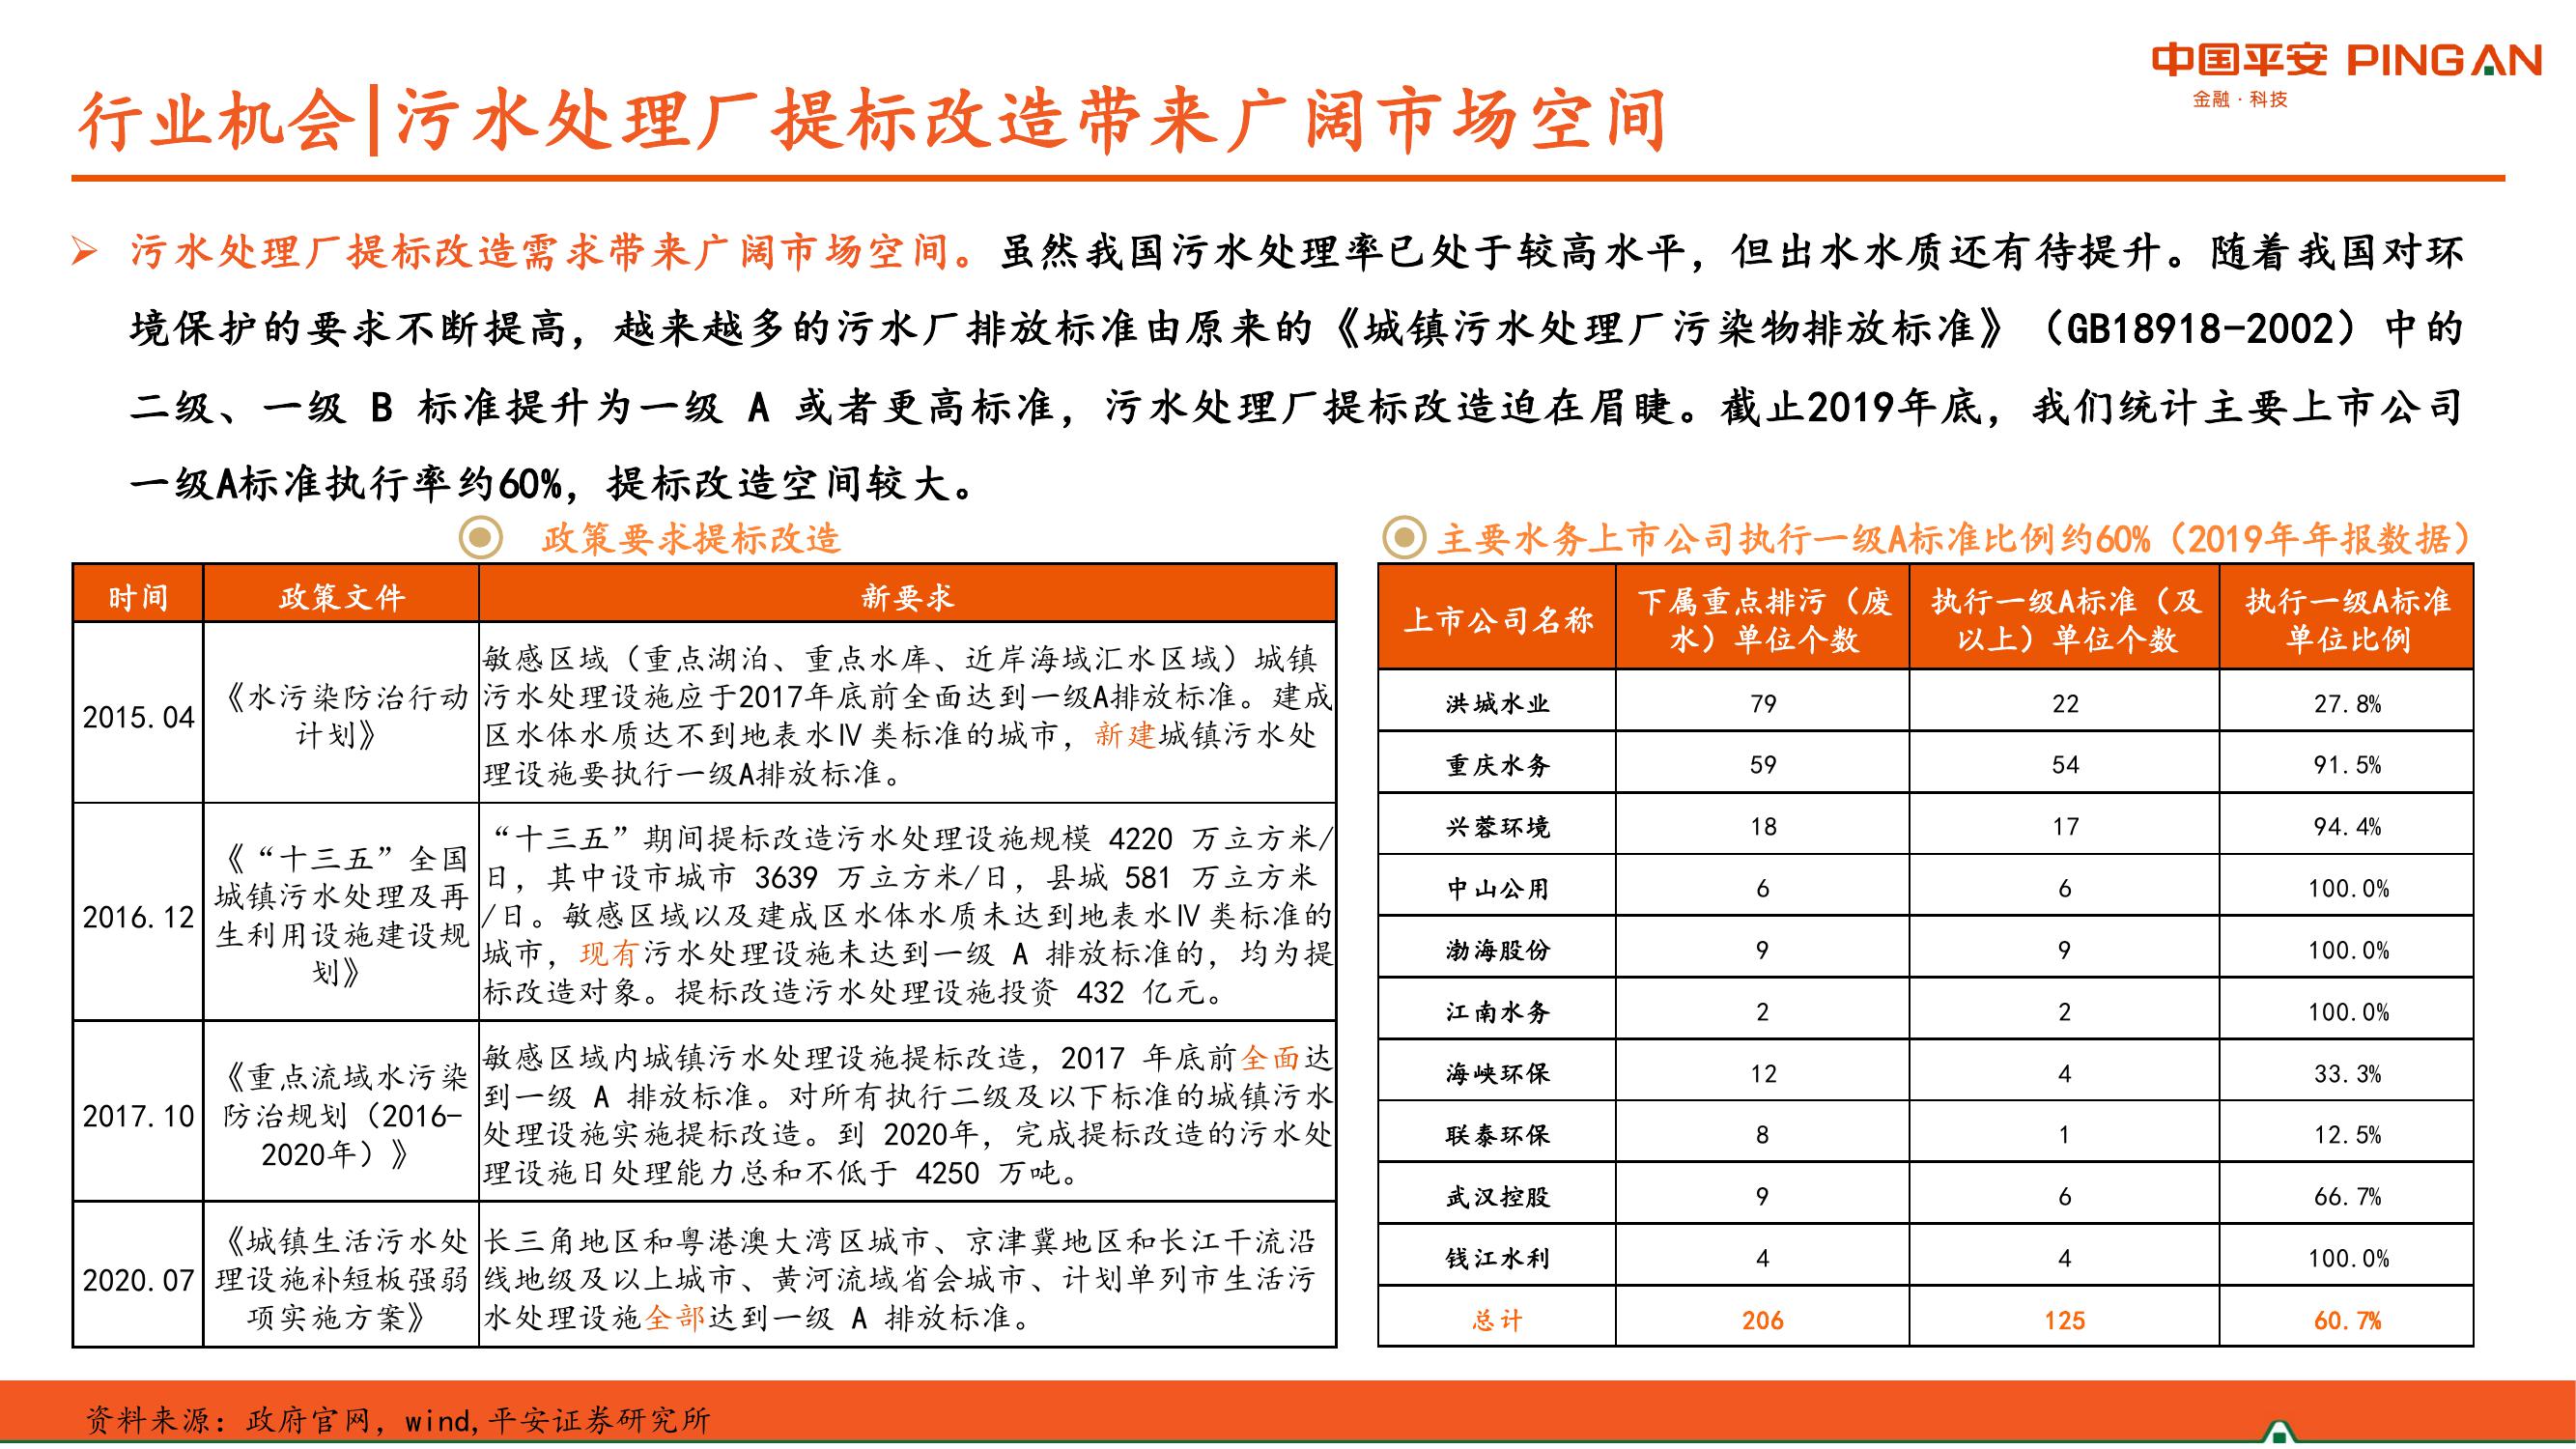 中国平安 PINGAN
金融·科技
行业机会|污水处理厂提标改造带来广阔市场空间
➢ 污水处理厂提标改造需求带来广阔市场空间。虽然我国污水处理率已处于较高水平，但出水水质还有待提升。随着我国对环
境保护的要求不断提高，越来越多的污水厂排放标准由原来的《城镇污水处理厂污染物排放标准》（GB18918-2002）中的
二级、一级 B 标准提升为一级 A 或者更高标准，污水处理厂提标改造迫在眉睫。截止2019年底，我们统计主要上市公司
一级A标准执行率约60%，提标改造空间较大。
政策要求提标改造
时间 政策文件 新要求
2015.04
《水污染防治行动
计划》
敏感区域（重点湖泊、重点水库、近岸海域汇水区域）城镇
污水处理设施应于2017年底前全面达到一级A排放标准。建成
区水体水质达不到地表水Ⅳ类标准的城市，新建城镇污水处
理设施要执行一级A排放标准。
2016.12
《“十三五”全国
城镇污水处理及再
生利用设施建设规
划》
“十三五”期间提标改造污水处理设施规模 4220 万立方米/
日，其中设市城市 3639 万立方米/日，县城 581 万立方米
/日。敏感区域以及建成区水体水质未达到地表水Ⅳ类标准的
城市，现有污水处理设施未达到一级 A 排放标准的，均为提
标改造对象。提标改造污水处理设施投资 432 亿元。
2017.10
《重点流域水污染
防治规划（2016-
2020年）》
敏感区域内城镇污水处理设施提标改造，2017 年底前全面达
到一级 A 排放标准。对所有执行二级及以下标准的城镇污水
处理设施实施提标改造。到 2020年，完成提标改造的污水处
理设施日处理能力总和不低于 4250 万吨。
2020.07
《城镇生活污水处
理设施补短板强弱
项实施方案》
长三角地区和粤港澳大湾区城市、京津冀地区和长江干流沿
线地级及以上城市、黄河流域省会城市、计划单列市生活污
水处理设施全部达到一级 A 排放标准。
主要水务上市公司执行一级A标准比例约60%（2019年年报数据）
上市公司名称
下属重点排污（废
水）单位个数
执行一级A标准（及
以上）单位个数
执行一级A标准
单位比例
洪城水业 79 22 27.8%
重庆水务 59 54 91.5%
兴蓉环境 18 17 94.4%
中山公用 6 6 100.0%
渤海股份 9 9 100.0%
江南水务 2 2 100.0%
海峡环保 12 4 33.3%
联泰环保 8 1 12.5%
武汉控股 9 6 66.7%
钱江水利 4 4 100.0%
总计 206 125 60.7%
资料来源：政府官网，wind,平安证券研究所